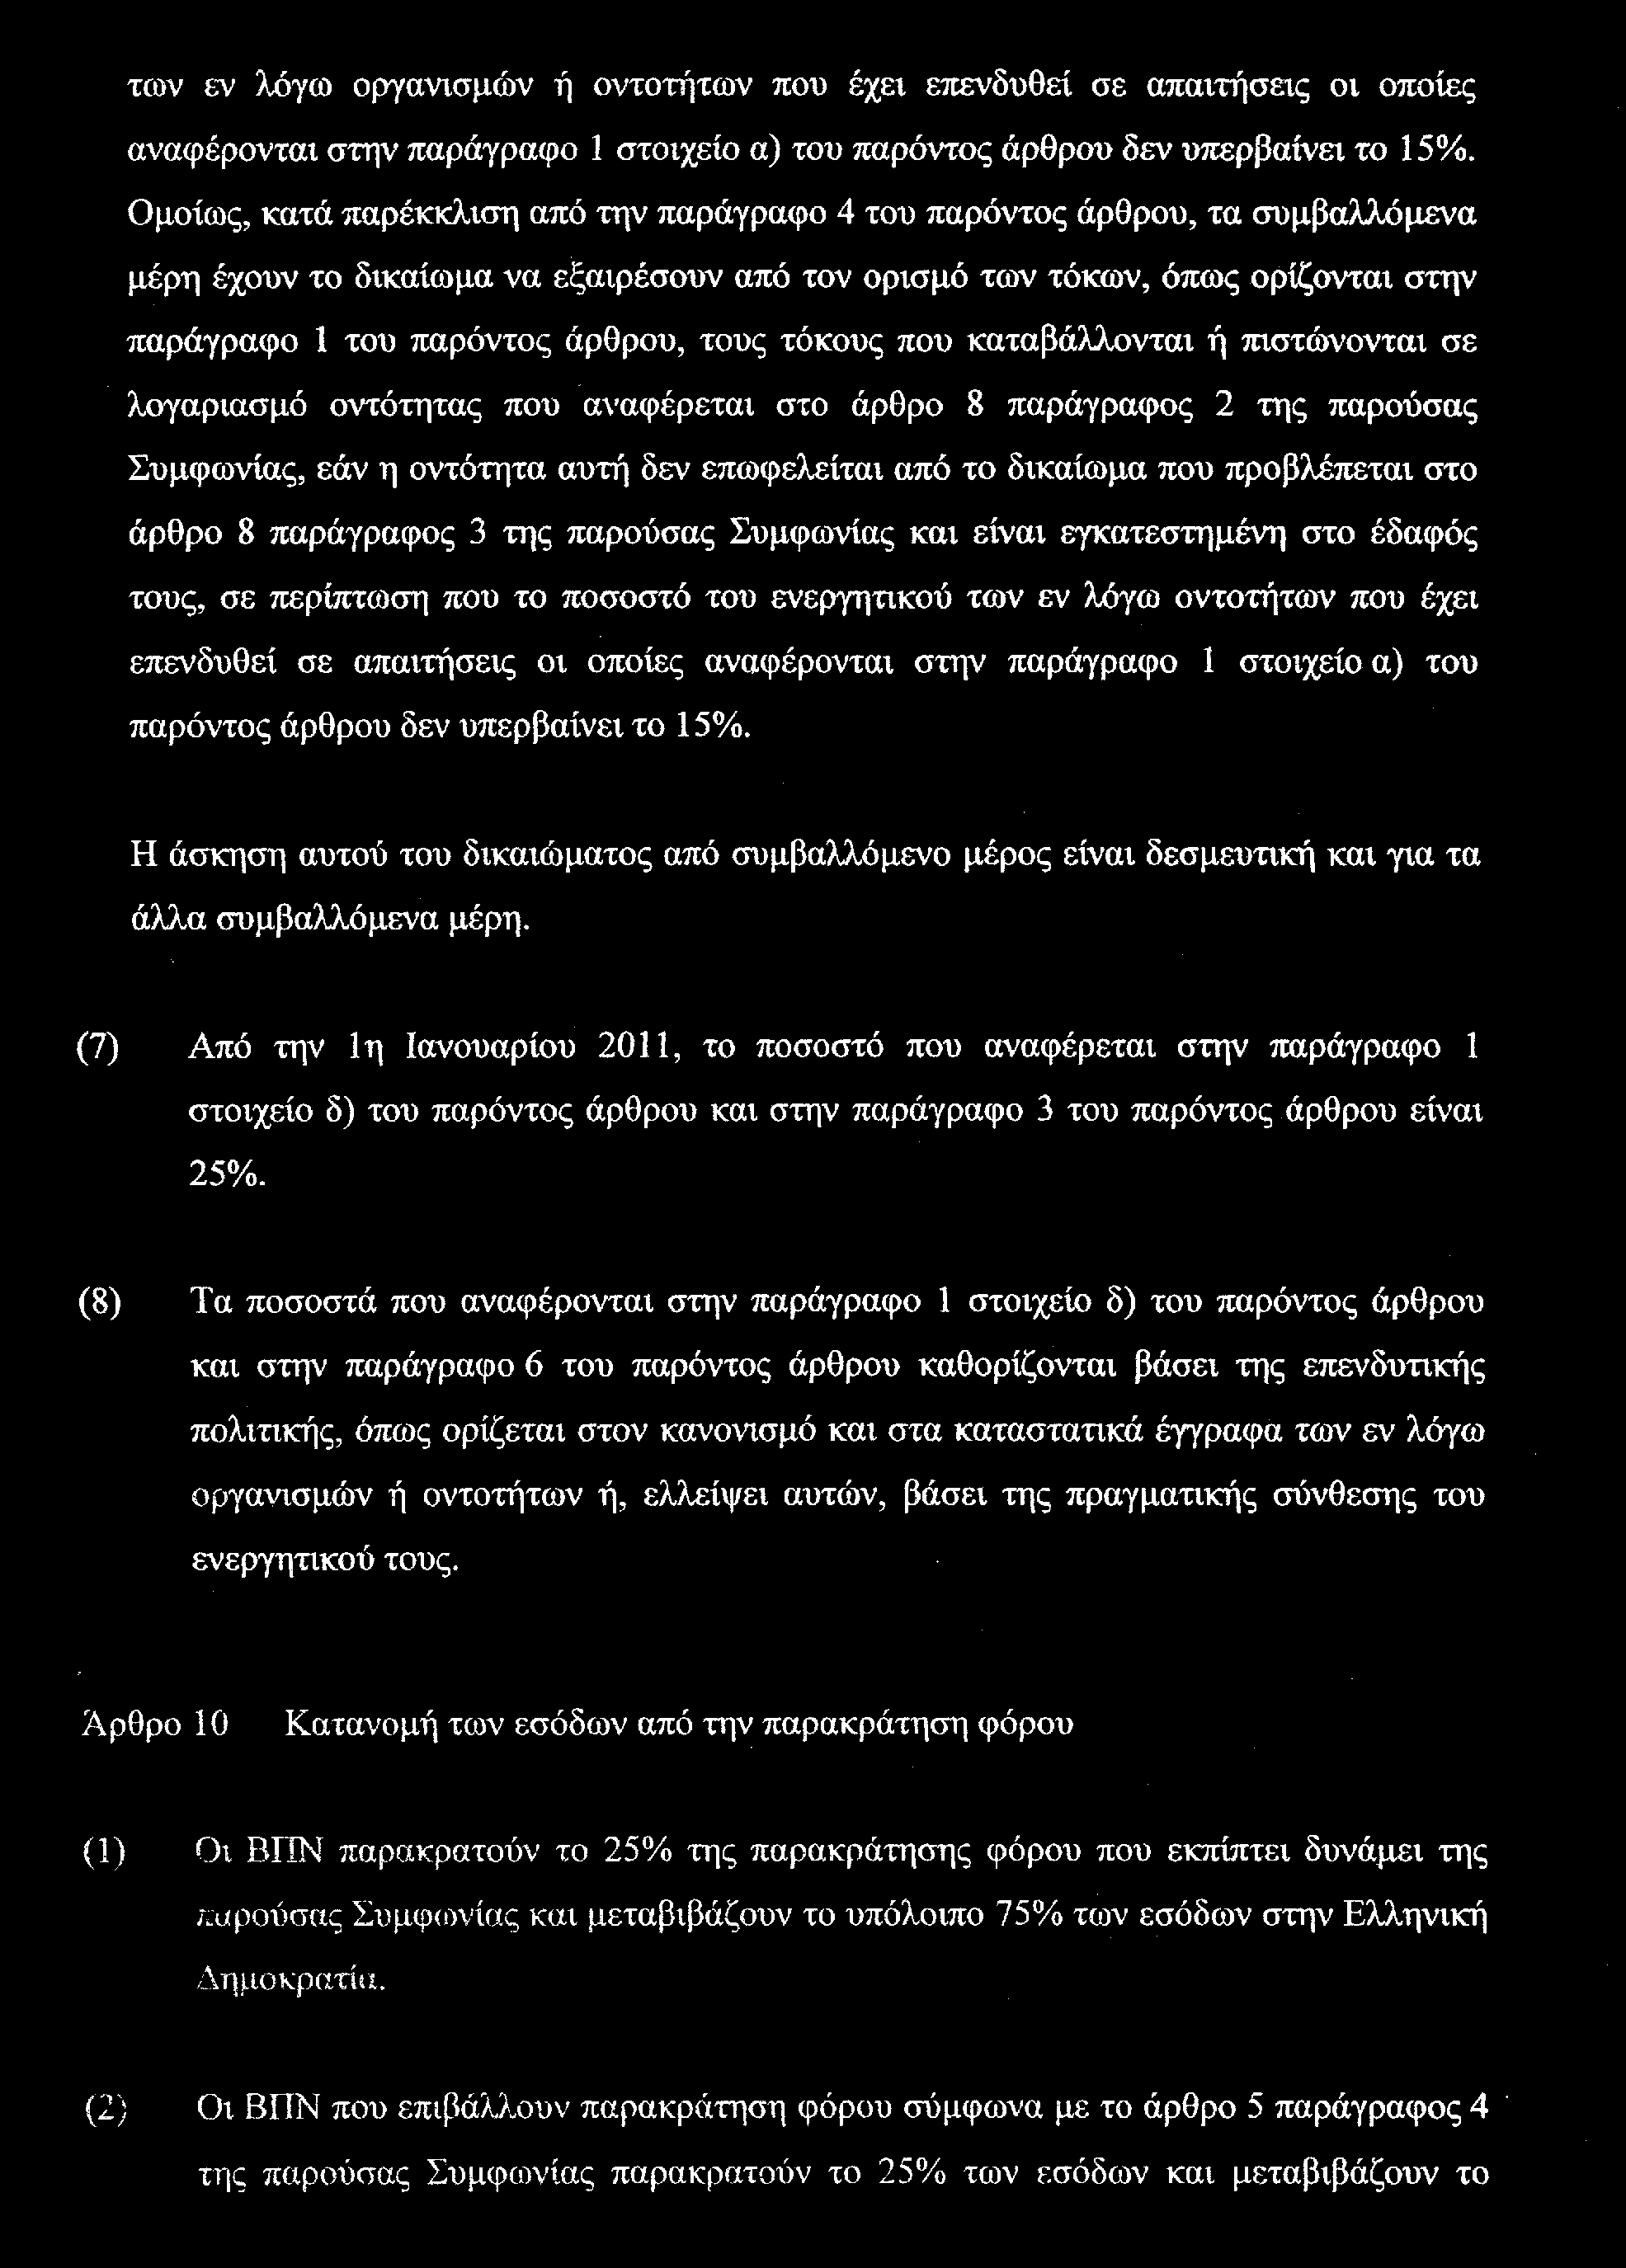 των εν λόγω οργανισμών ή οντοτήτων που έχει επενδυθεί σε απαιτήσεις οι οποίες
αναφέρονται στην παράγραφο 1 στοιχείο α) του παρόντος άρθρου δεν υπερβαίνει το 15%.
Ομοίως, κατά παρέκκλιση από την παράγραφο 4 του παρόντος άρθρου, τα συμβαλλόμενα
μέρη έχουν το δικαίωμα να εξαιρέσουν από τον ορισμό των τόκων, όπως ορίζονται στην
παράγραφο 1 του παρόντος άρθρου, τους τόκους που καταβάλλονται ή πιστώνονται σε
λογαριασμό οντότητας που αναφέρεται στο άρθρο 8 παράγραφος 2 της παρούσας
Συμφωνίας, εάν η οντότητα αυτή δεν επωφελείται από το δικαίωμα που προβλέπεται στο
άρθρο 8 παράγραφος 3 της παρούσας Συμφωνίας και είναι εγκατεστημένη στο έδαφός
τους, σε περίπτωση που το ποσοστό του ενεργητικού των εν λόγω οντοτήτων που έχει
επενδυθεί σε απαιτήσεις οι οποίες αναφέρονται στην παράγραφο 1 στοιχείο α) του
παρόντος άρθρου δεν υπερβαίνει το 15%.
Η άσκηση αυτού του δικαιώματος από συμβαλλόμενο μέρος είναι δεσμευτική και για τα
άλλα συμβαλλόμενα μέρη.
(7) Από την 1η Ιανουαρίου 2011, το ποσοστό που αναφέρεται στην παράγραφο 1
στοιχείο δ) του παρόντος άρθρου και στην παράγραφο 3 του παρόντος άρθρου είναι
25%.
(8) Τα ποσοστά που αναφέρονται στην παράγραφο 1 στοιχείο δ) του παρόντος άρθρου
και στην παράγραφο 6 του παρόντος άρθρου καθορίζονται βάσει της επενδυτικής
πολιτικής, όπως ορίζεται στον κανονισμό και στα καταστατικά έγγραφα των εν λόγω
οργανισμών ή οντοτήτων ή, ελλείψει αυτών, βάσει της πραγματικής σύνθεσης του
ενεργητικού τους.
Άρθρο 10 Κατανομή των εσόδων από την παρακράτηση φόρου
(1) Οι ΒΠΝ παρακρατούν το 25% της παρακράτησης φόρου που εκπίπτει δυνάμει της
παρούσας Συμφωνίας και μεταβιβάζουν το υπόλοιπο 75% των εσόδων στην Ελληνική
Δημοκρατία.
(2) Οι ΒΠΝ που επιβάλλουν παρακράτηση φόρου σύμφωνα με το άρθρο 5 παράγραφος 4
της παρούσας Συμφωνίας παρακρατούν το 25% των εσόδων και μεταβιβάζουν το